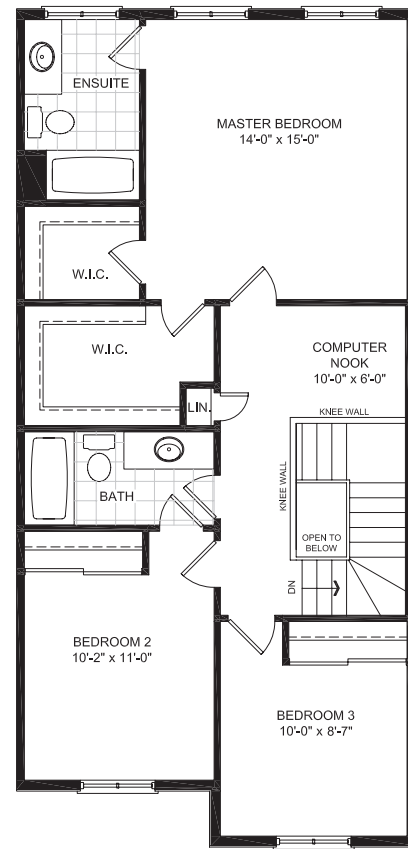 ENSUITE
MASTER BEDROOM
14'-0" x 15'-0"
W.I.C.
W.I.C.
COMPUTER
NOOK
10'-0" x 6'-0"
LIN.
KNEE WALL
KNEE WALL
BATH
OPEN TO
BELOW
DN
BEDROOM 2
10'-2" x 11'-0"
BEDROOM 3
10'-0" x 8'-7"